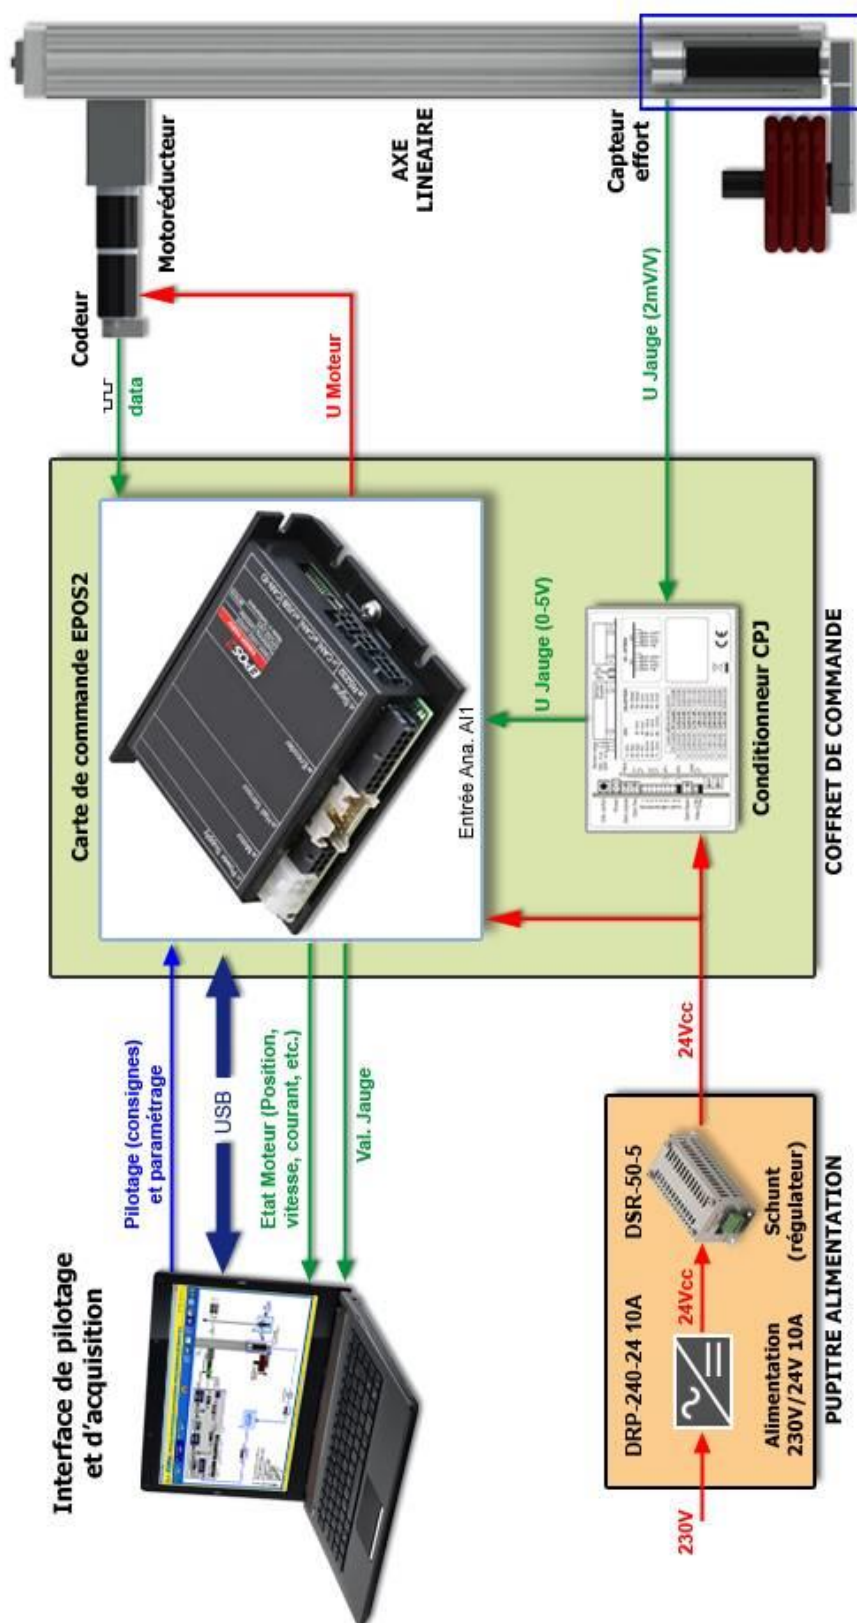 Interface de pilotage
et d'acquisition
Pilotage (consignes)
et paramétrage
USB
Etat Moteur (Position,
vitesse, courant, etc.)
Val. Jauge
Carte de commande EPOS2
EPOS2
Entrée Ana. AI1
U Jauge (0-5V)
Conditionneur CPJ
COFFRET DE COMMANDE
data
Codeur
Motoréducteur
U Moteur
AXE
LINEAIRE
Capteur
effort
U Jauge (2mV/V)
230V
DRP-240-24 10A
Alimentation
230V/24V 10A
24Vcc
DSR-50-5
Schunt
(régulateur)
PUPITRE ALIMENTATION
24Vcc